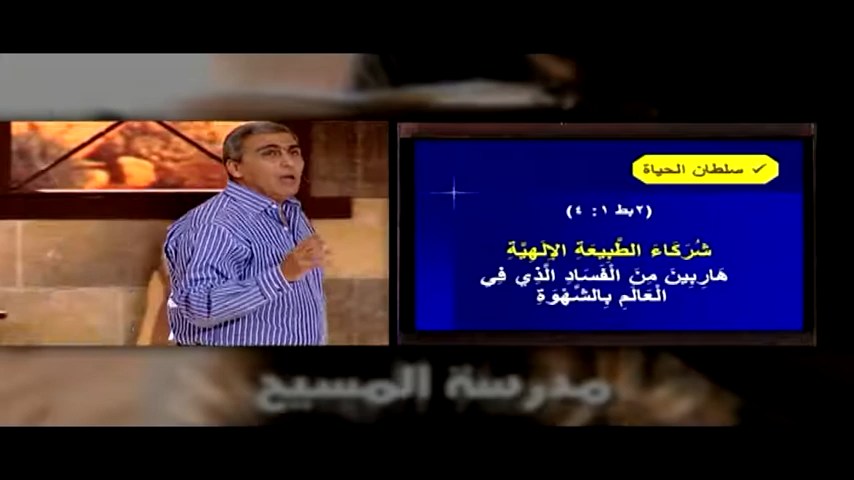 ✓ سلطان الحياة
(٢بط ١: ٤)
شُرَكَاءَ الطَّبِيعَةِ الإِلَهِيَّةِ
هَارِبِينَ مِنَ الْفَسَادِ الَّذِي فِي
الْعَالَمِ بِالشَّهْوَةِ
مدرسة المسيح